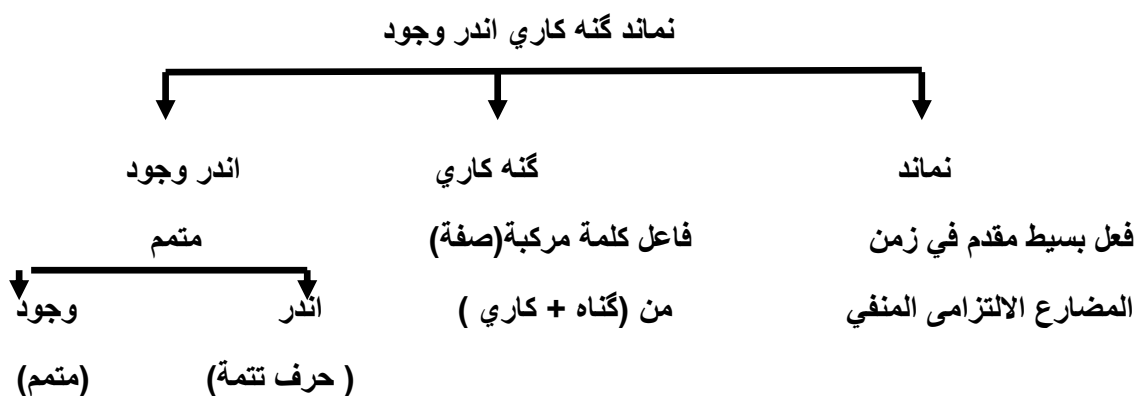 نماند گنه كاري اندر وجود
نماند گنه كاري اندر وجود
فعل بسيط مقدم في زمن فاعل كلمة مركبة(صفة) متمم
المضارع الالتزامى المنفي من (گناه + كاري ) اندر وجود
( حرف تتمة) (متمم)